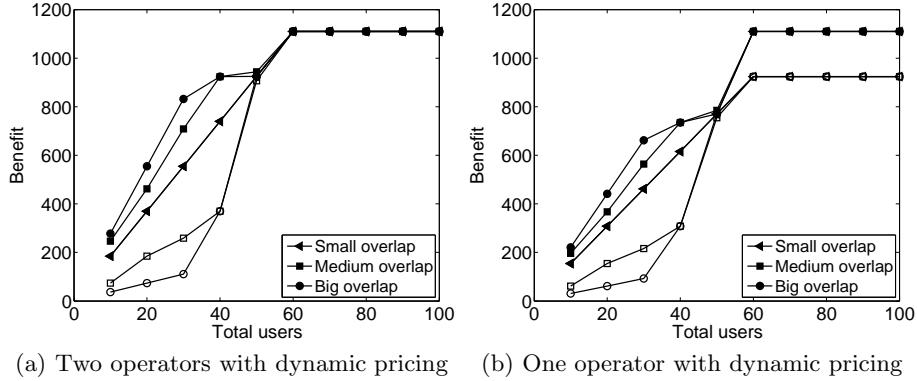 1200
1000
800
600
400
200
0
Benefit
0 20 40 60 80 100
Total users
Small overlap
Medium overlap
Big overlap
(a) Two operators with dynamic pricing
1200
1000
800
600
400
200
0
Benefit
0 20 40 60 80 100
Total users
Small overlap
Medium overlap
Big overlap
(b) One operator with dynamic pricing